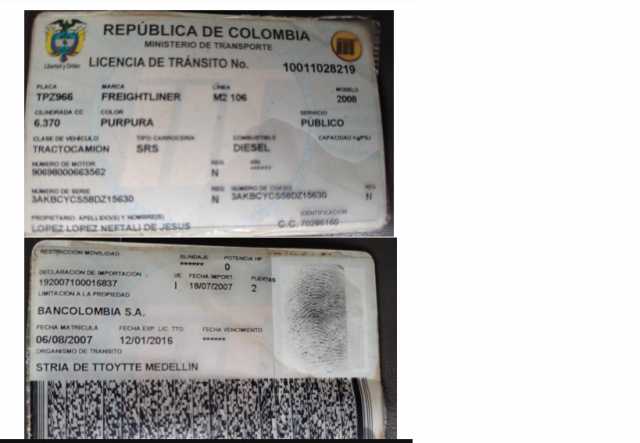 REPÚBLICA DE COLOMBIA
MINISTERIO DE TRANSPORTE
Libertad y Orden
LICENCIA DE TRÁNSITO No. 10011028219
PLACA MARCA LÍNEA MODELO
TPZ966 FREIGHTLINER M2 106 2008
CILINDRADA CC COLOR SERVICIO
6.370 PURPURA PÚBLICO
CLASE DE VEHÍCULO TIPO CARROCERÍA COMBUSTIBLE CAPACIDAD Kg/PSJ
TRACTOCAMION SRS DIESEL
NÚMERO DE MOTOR REG VIN
90698000663562 N ******
NÚMERO DE SERIE REG NÚMERO DE CHASIS REG
3AKBCYCS58DZ15630 N 3AKBCYCS58DZ15630 N
PROPIETARIO: APELLIDO(S) Y NOMBRE(S) IDENTIFICACIÓN
LOPEZ LOPEZ NEFTALI DE JESUS C.C.
RESTRICCIÓN MOVILIDAD BLINDAJE POTENCIA HP
****** 0
DECLARACIÓN DE IMPORTACIÓN I/E FECHA IMPORT. PUERTAS
192007100016837 I 18/07/2007 2
LIMITACIÓN A LA PROPIEDAD
BANCOLOMBIA S.A.
FECHA MATRÍCULA FECHA EXP. LIC. TTO. FECHA VENCIMIENTO
06/08/2007 12/01/2016 ******
ORGANISMO DE TRÁNSITO
STRIA DE TTOYTTE MEDELLIN